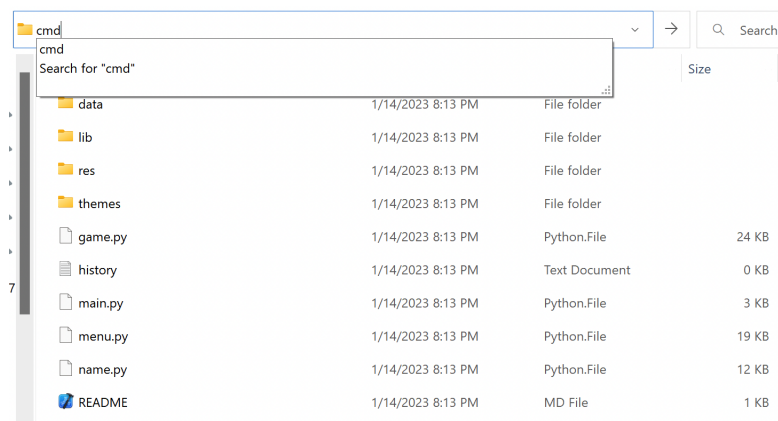 cmd
Search
cmd
Search for "cmd"
Size
data 1/14/2023 8:13 PM File folder
lib 1/14/2023 8:13 PM File folder
res 1/14/2023 8:13 PM File folder
themes 1/14/2023 8:13 PM File folder
game.py 1/14/2023 8:13 PM Python.File 24 KB
history 1/14/2023 8:13 PM Text Document 0 KB
7
main.py 1/14/2023 8:13 PM Python.File 3 KB
menu.py 1/14/2023 8:13 PM Python.File 19 KB
name.py 1/14/2023 8:13 PM Python.File 12 KB
README 1/14/2023 8:13 PM MD File 1 KB